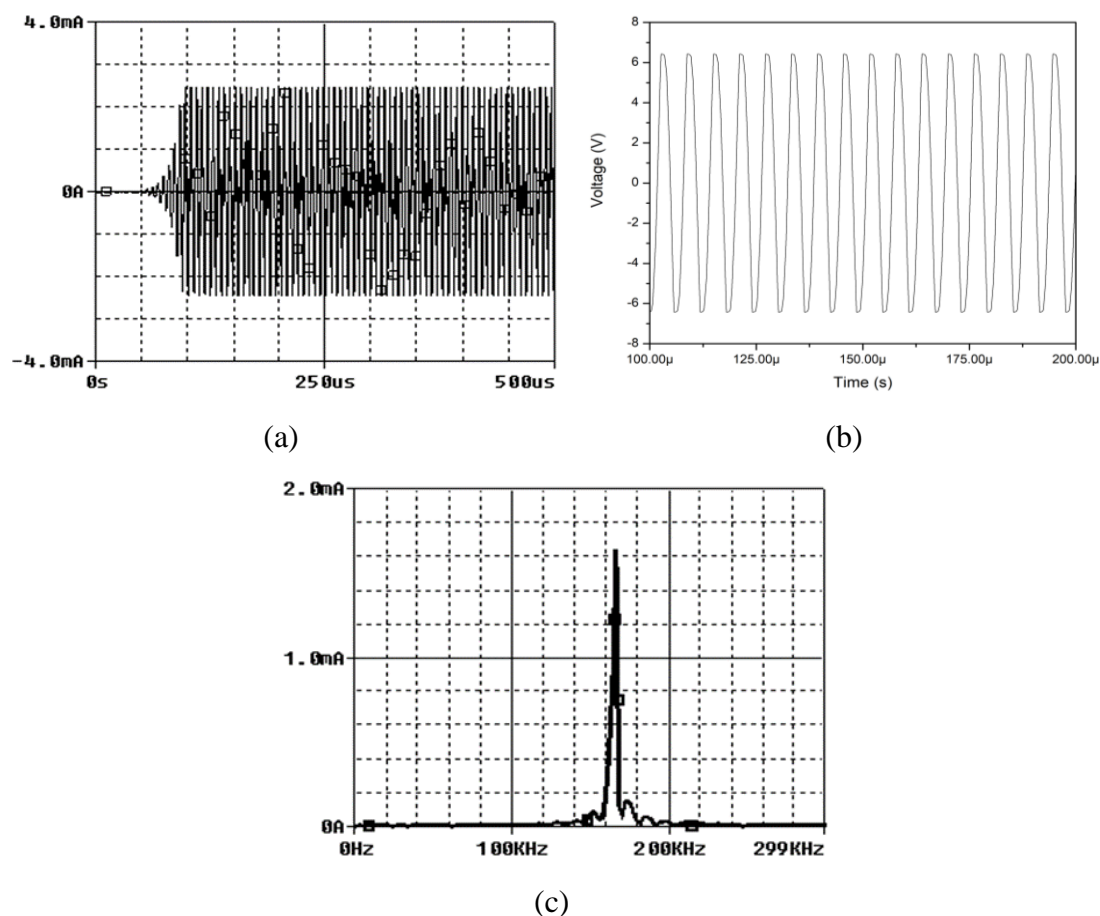 4.0mA
0A
-4.0mA
0s 250us 500us
(a)
8
6
4
2
0
-2
-4
-6
-8
Voltage (V)
100.00µ 125.00µ 150.00µ 175.00µ 200.00µ
Time (s)
(b)
2.0mA
1.0mA
0A
0Hz 100KHz 200KHz 299KHz
(c)